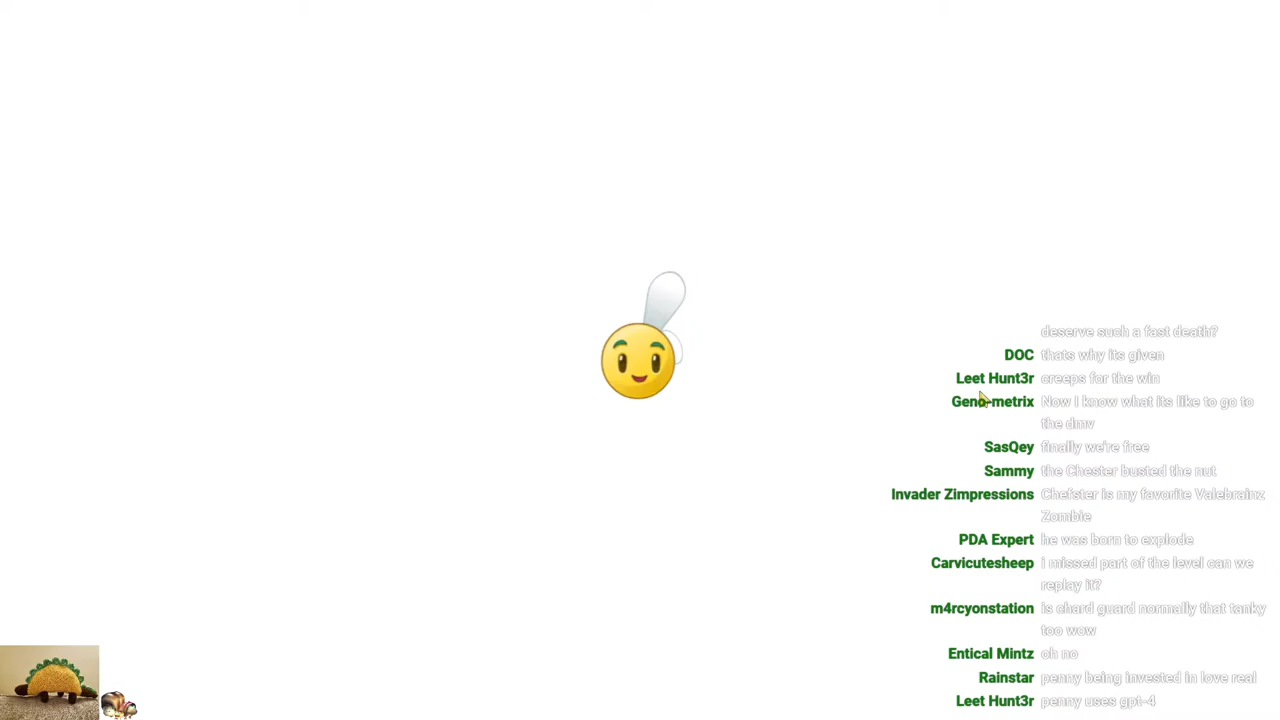 deserve such a fast death?
DOC thats why its given
Leet Hunt3r creeps for the win
Geno-metrix Now I know what its like to go to
the dmv
SasQey finally we're free
Sammy the Chester busted the nut
Invader Zimpressions Chefster is my favorite Valebrainz
Zombie
PDA Expert he was born to explode
Carvicutesheep i missed part of the level can we
replay it?
m4rcyonstation is chard guard normally that tanky
too wow
Entical Mintz oh no
Rainstar penny being invested in love real
Leet Hunt3r penny uses gpt-4